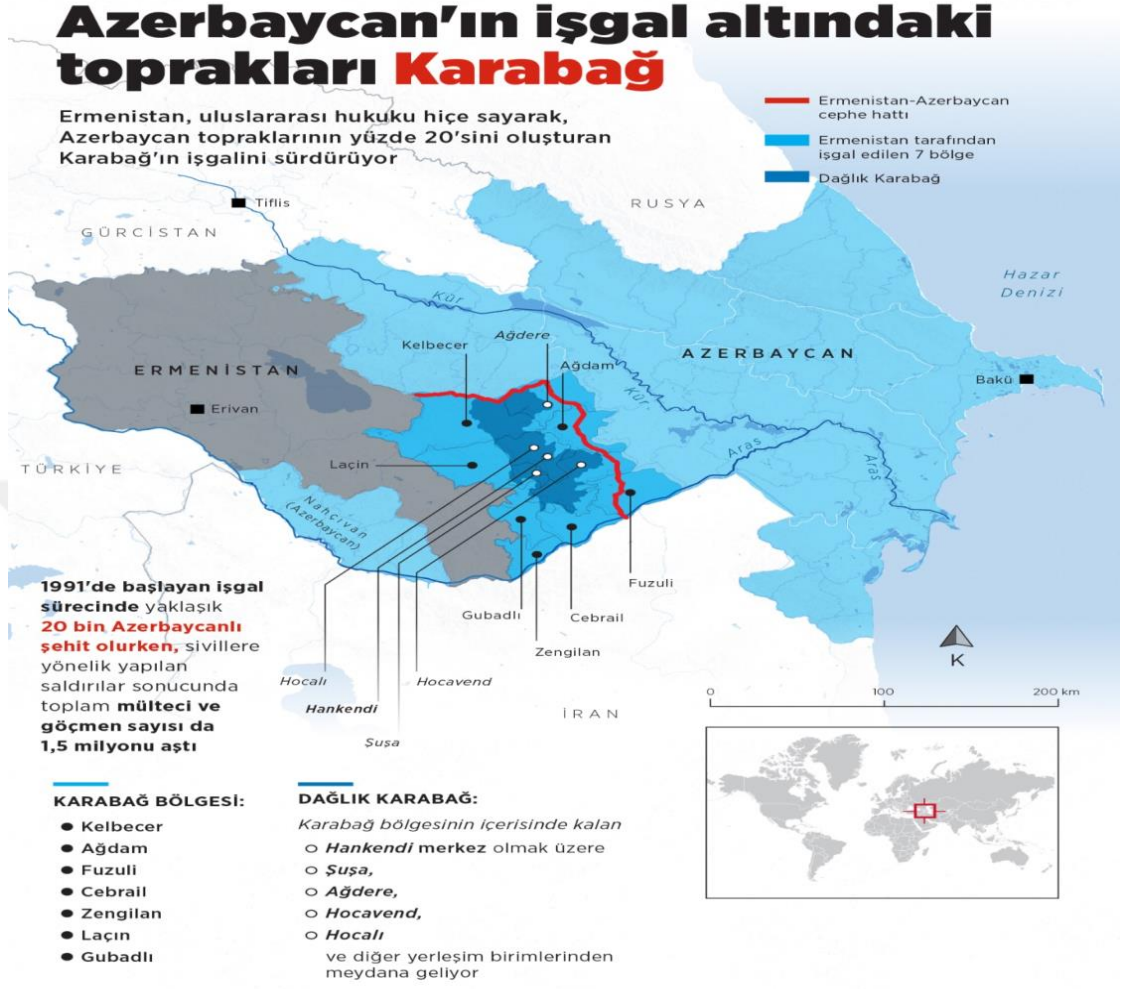 Azerbaycan'ın işgal altındaki
toprakları Karabağ
Ermenistan, uluslararası hukuku hiçe sayarak,
Azerbaycan topraklarının yüzde 20'sini oluşturan
Karabağ'ın işgalini sürdürüyor
Ermenistan-Azerbaycan
cephe hattı
Ermenistan tarafından
işgal edilen 7 bölge
Dağlık Karabağ
Tiflis
RUSYA
GÜRCİSTAN
Hazar
Denizi
Kür
Ağdere
Kelbecer
AZERBAYCAN
Ağdam
ERMENİSTAN
Bakü
Kür
Erivan
Aras
Aras
Laçin
TÜRKİYE
Nahçıvan
(Azerbaycan)
Fuzuli
1991'de başlayan işgal
sürecinde yaklaşık
20 bin Azerbaycanlı
şehit olurken, sivillere
yönelik yapılan
saldırılar sonucunda
toplam mülteci ve
göçmen sayısı da
1,5 milyonu aştı
Gubadlı
Cebrail
Zengilan
K
Hocalı
Hocavend
Hankendi
Şuşa
İRAN
0 100 200 km
KARABAĞ BÖLGESİ:
● Kelbecer
● Ağdam
● Fuzuli
● Cebrail
● Zengilan
● Laçın
● Gubadlı
DAĞLIK KARABAĞ:
Karabağ bölgesinin içerisinde kalan
○ Hankendi merkez olmak üzere
○ Şuşa,
○ Ağdere,
○ Hocavend,
○ Hocalı
ve diğer yerleşim birimlerinden
meydana geliyor